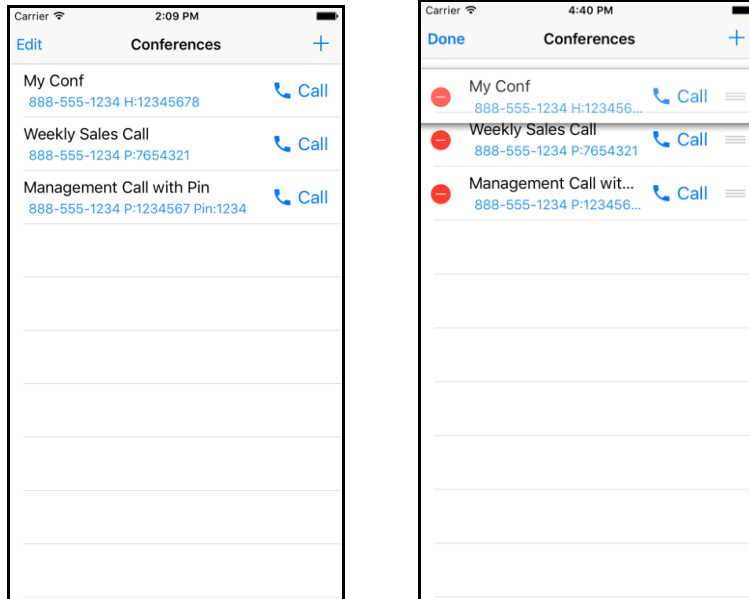 Carrier 2:09 PM
Edit Conferences +
My Conf
888-555-1234 H:12345678
Call
Weekly Sales Call
888-555-1234 P:7654321
Call
Management Call with Pin
888-555-1234 P:1234567 Pin:1234
Call
Carrier 4:40 PM
Done Conferences +
My Conf
888-555-1234 H:123456...
Call
Weekly Sales Call
888-555-1234 P:7654321
Call
Management Call wit...
888-555-1234 P:123456...
Call